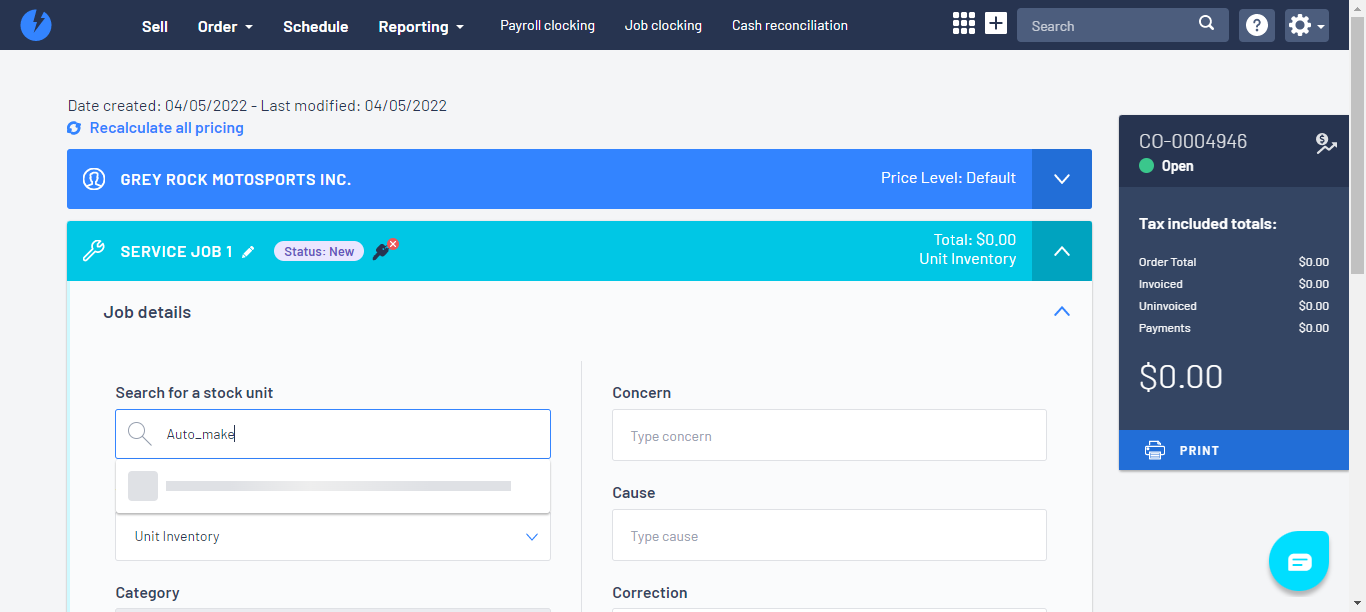 Sell
Order
Schedule
Reporting
Payroll clocking
Job clocking
Cash reconciliation
Search
Date created: 04/05/2022 - Last modified: 04/05/2022
Recalculate all pricing
GREY ROCK MOTOSPORTS INC.
Price Level: Default
SERVICE JOB 1
Status: New
Total: $0.00
Unit Inventory
Job details
Search for a stock unit
Auto_make
Unit Inventory
Category
Concern
Type concern
Cause
Type cause
Correction
CO-0004946
Open
Tax included totals:
Order Total $0.00
Invoiced $0.00
Uninvoiced $0.00
Payments $0.00
$0.00
PRINT